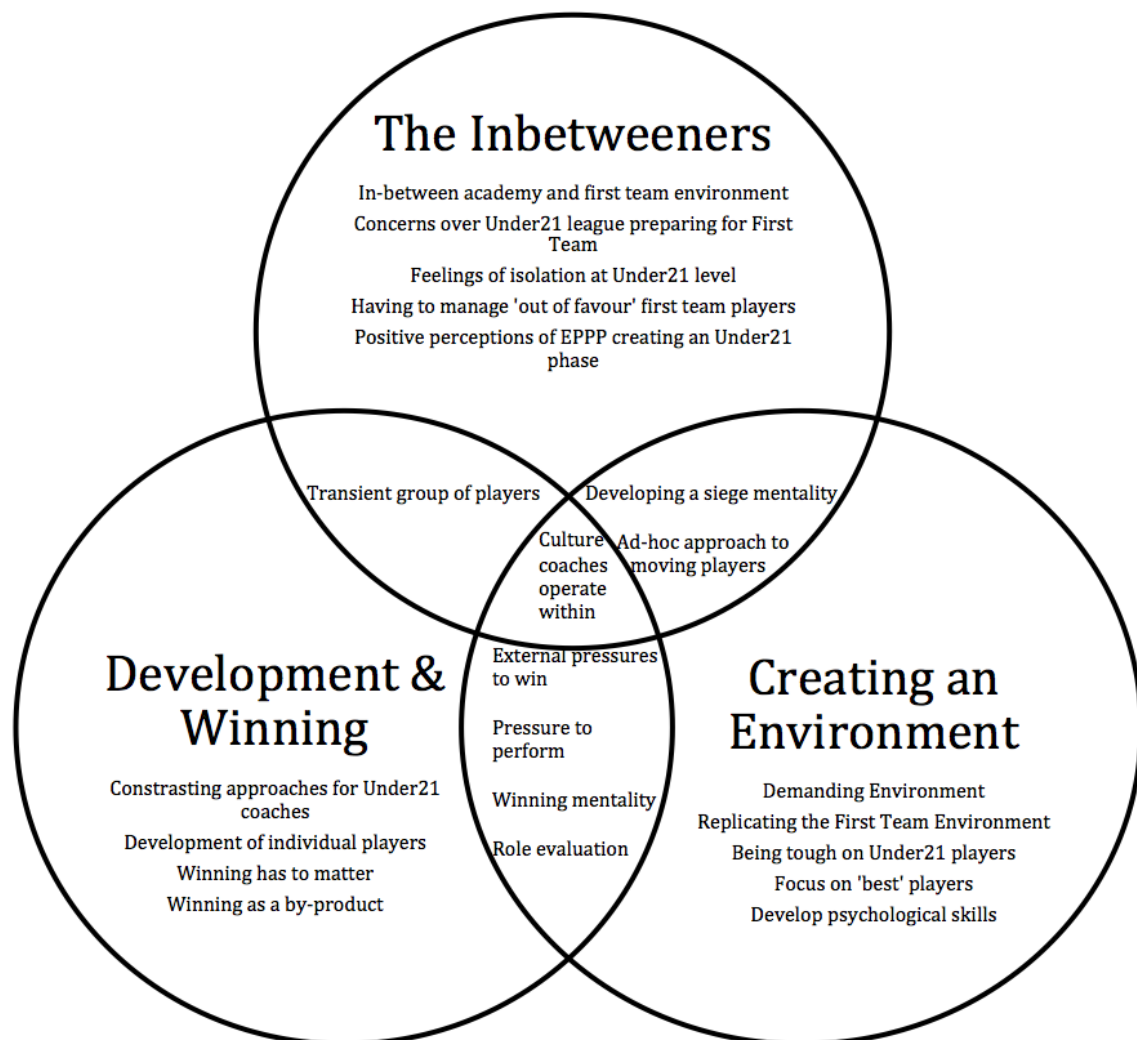 The Inbetweeners
In-between academy and first team environment
Concerns over Under21 league preparing for First
Team
Feelings of isolation at Under21 level
Having to manage 'out of favour' first team players
Positive perceptions of EPPP creating an Under21
phase
Transient group of players
Developing a siege mentality
Ad-hoc approach to
moving players
Culture
coaches
operate
within
External pressures
to win
Pressure to
perform
Winning mentality
Role evaluation
Development &
Winning
Constrasting approaches for Under21
coaches
Development of individual players
Winning has to matter
Winning as a by-product
Creating an
Environment
Demanding Environment
Replicating the First Team Environment
Being tough on Under21 players
Focus on 'best' players
Develop psychological skills